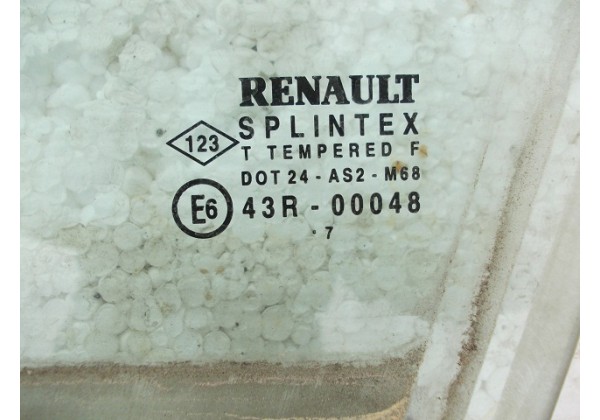 RENAULT
123 SPLINTEX
T TEMPERED F
DOT 24 - AS2 - M68
E6 43R - 00048
. 7